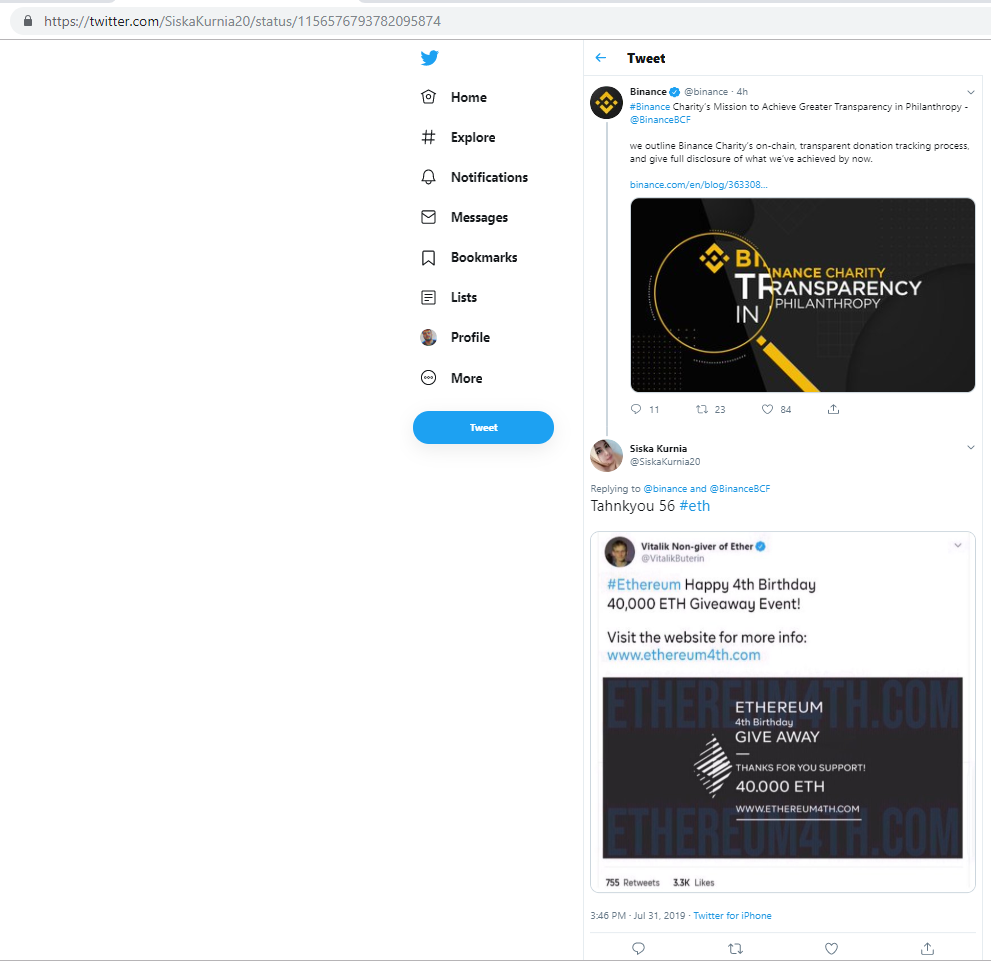 https://twitter.com/SiskaKurnia20/status/1156576793782095874
Home
Explore
Notifications
Messages
Bookmarks
Lists
Profile
More
Tweet
Tweet
Binance @binance · 4h
#Binance Charity's Mission to Achieve Greater Transparency in Philanthropy -
@BinanceBCF
we outline Binance Charity's on-chain, transparent donation tracking process,
and give full disclosure of what we've achieved by now.
binance.com/en/blog/363308...
BINANCE CHARITY
TRANSPARENCY
IN PHILANTHROPY
11 23 84
Siska Kurnia
@SiskaKurnia20
Replying to @binance and @BinanceBCF
Tahnkyou 56 #eth
Vitalik Non-giver of Ether
@VitalikButerin
#Ethereum Happy 4th Birthday
40,000 ETH Giveaway Event!
Visit the website for more info:
www.ethereum4th.com
ETHEREUM4TH.COM
ETHEREUM
4th Birthday
GIVE AWAY
THANKS FOR YOU SUPPORT!
40.000 ETH
WWW.ETHEREUM4TH.COM
ETHEREUM4TH.COM
755 Retweets 3.3K Likes
3:46 PM · Jul 31, 2019 · Twitter for iPhone